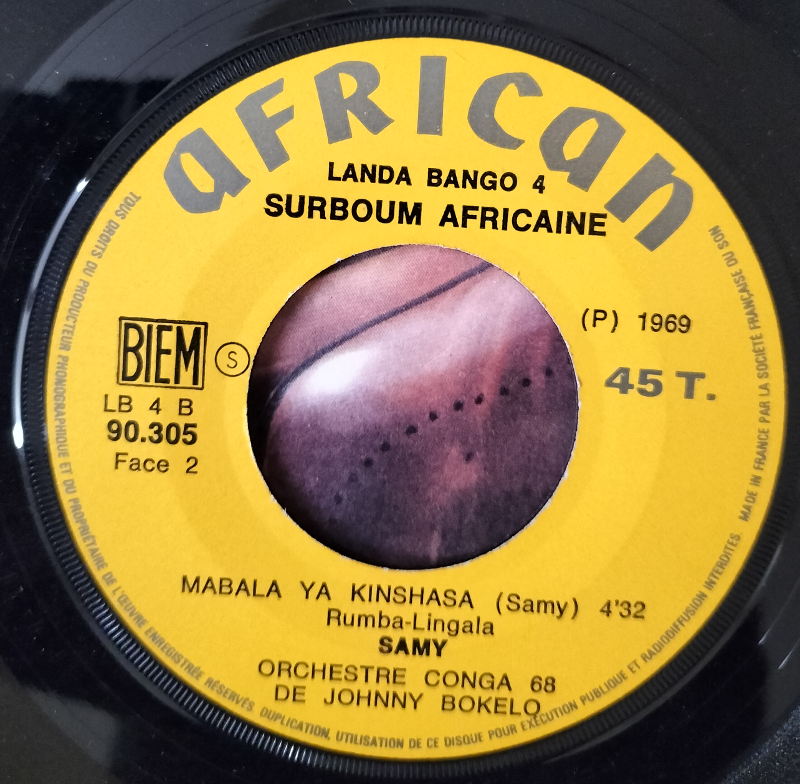 aFRICan
LANDA BANGO 4
SURBOUM AFRICAINE
(P) 1969
45 T.
BIEM
S
LB 4 B
90.305
Face 2
MABALA YA KINSHASA (Samy) 4'32
Rumba-Lingala
SAMY
ORCHESTRE CONGA 68
DE JOHNNY BOKELO
TOUS DROITS DU PRODUCTEUR PHONOGRAPHIQUE ET DU PROPRIÉTAIRE DE L'ŒUVRE ENREGISTRÉE RÉSERVÉS. DUPLICATION, UTILISATION DE CE DISQUE POUR EXÉCUTION PUBLIQUE ET RADIODIFFUSION INTERDITES. MADE IN FRANCE PAR LA SOCIÉTÉ FRANÇAISE DU SON